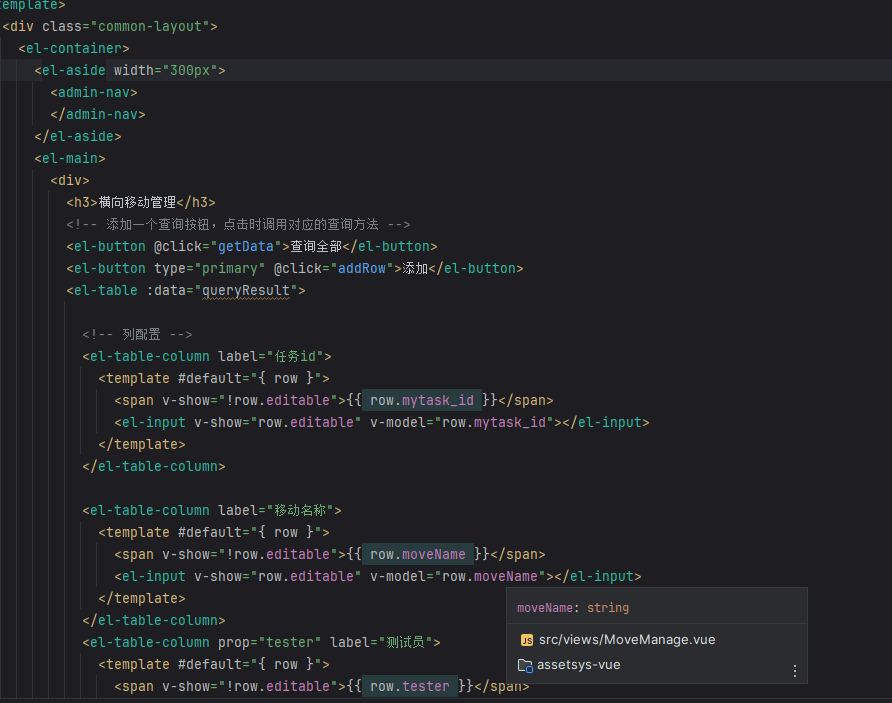 template>
<div class="common-layout">
<el-container>
<el-aside width="300px">
<admin-nav>
</admin-nav>
</el-aside>
<el-main>
<div>
<h3>横向移动管理</h3>
<!-- 添加一个查询按钮，点击时调用对应的查询方法 -->
<el-button @click="getData">查询全部</el-button>
<el-button type="primary" @click="addRow">添加</el-button>
<el-table :data="queryResult">
<!-- 列配置 -->
<el-table-column label="任务id">
<template #default="{ row }">
<span v-show="!row.editable">{{ row.mytask_id }}</span>
<el-input v-show="row.editable" v-model="row.mytask_id"></el-input>
</template>
</el-table-column>
<el-table-column label="移动名称">
<template #default="{ row }">
<span v-show="!row.editable">{{ row.moveName }}</span>
<el-input v-show="row.editable" v-model="row.moveName"></el-input>
</template>
</el-table-column>
<el-table-column prop="tester" label="测试员">
<template #default="{ row }">
<span v-show="!row.editable">{{ row.tester }}</span>
moveName: string
JS src/views/MoveManage.vue
assetsys-vue